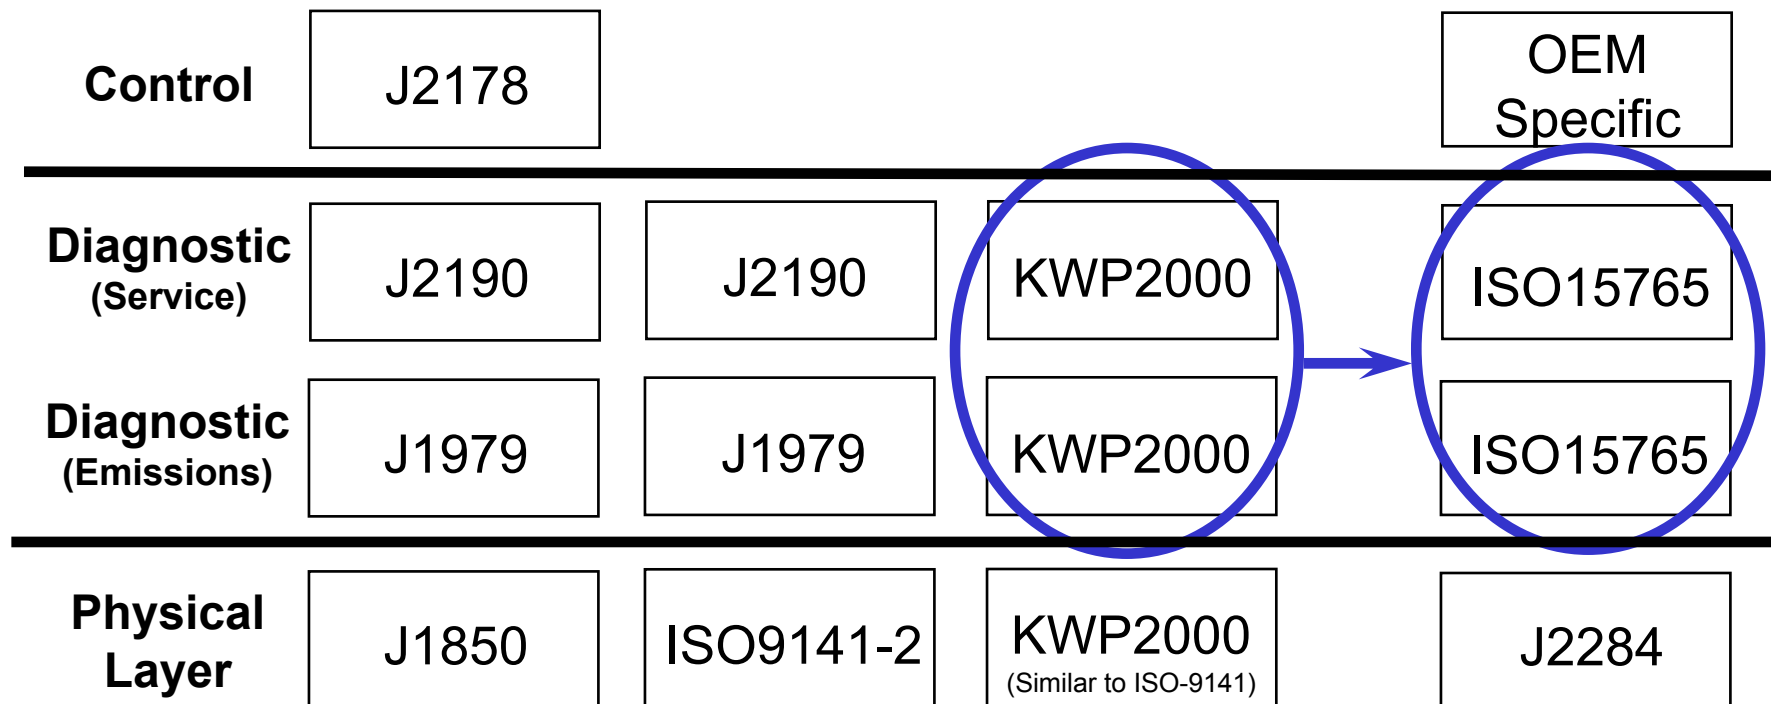 Control
J2178
OEM
Specific
Diagnostic
(Service)
J2190
J2190
KWP2000
ISO15765
Diagnostic
(Emissions)
J1979
J1979
KWP2000
ISO15765
Physical
Layer
J1850
ISO9141-2
KWP2000
(Similar to ISO-9141)
J2284